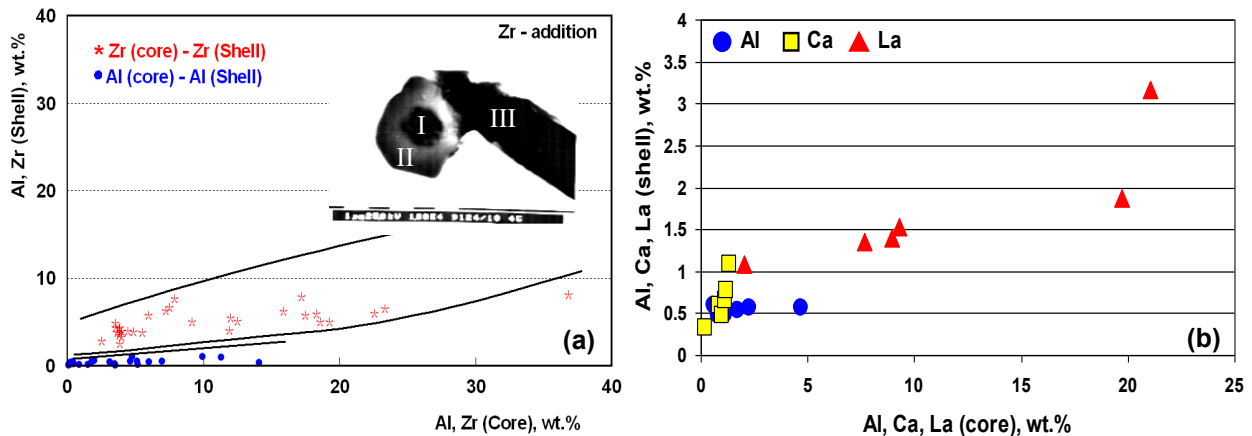 Al, Zr (Shell), wt.%
40
30
20
10
0
Zr - addition
* Zr (core) - Zr (Shell)
Al (core) - Al (Shell)
I
II
III
(a)
0 10 20 30 40
Al, Zr (Core), wt.%
Al, Ca, La (shell), wt.%
4
3.5
3
2.5
2
1.5
1
0.5
0
Al Ca La
(b)
0 5 10 15 20 25
Al, Ca, La (core), wt.%